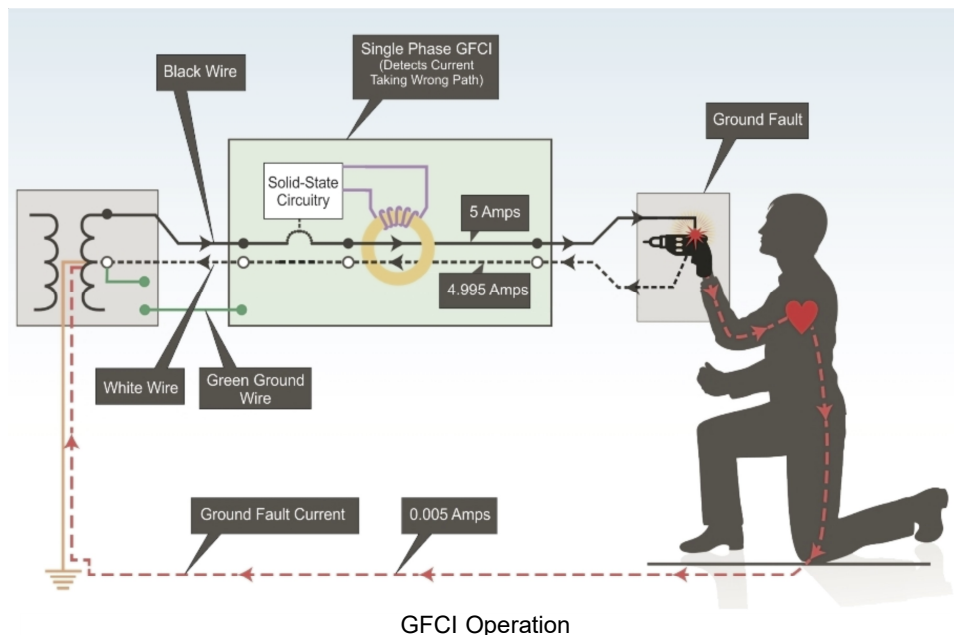 Black Wire
Single Phase GFCI
(Detects Current
Taking Wrong Path)
Ground Fault
Solid-State
Circuitry
5 Amps
4.995 Amps
White Wire
Green Ground
Wire
Ground Fault Current
0.005 Amps
GFCI Operation